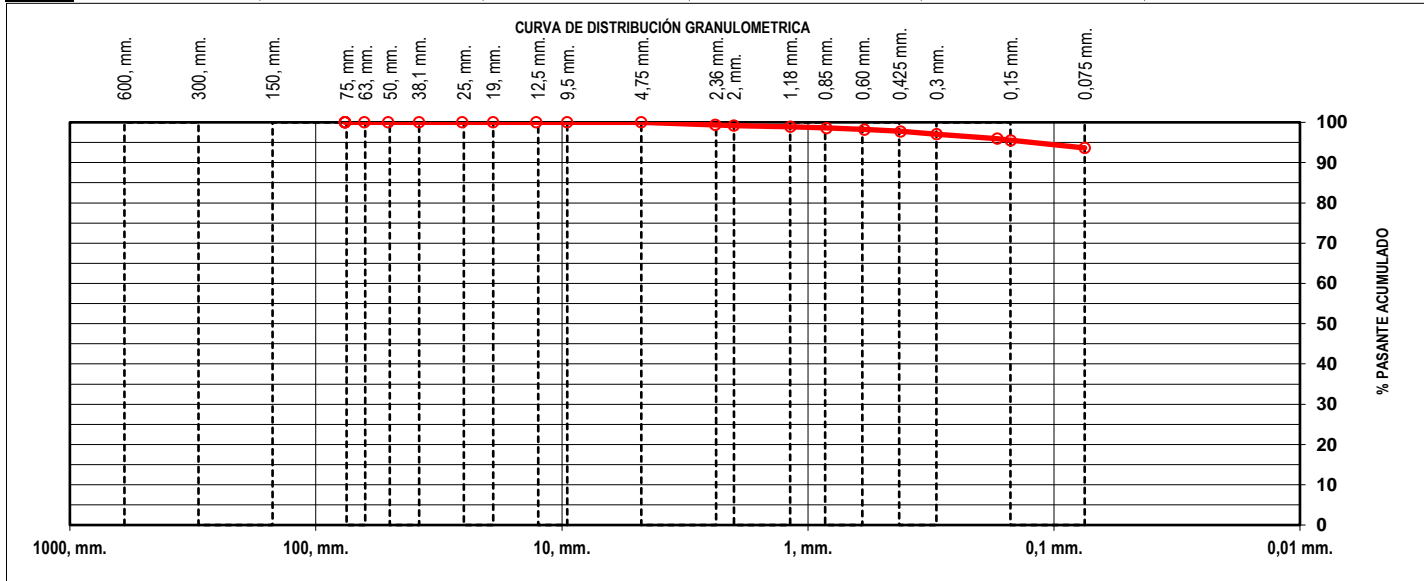 CURVA DE DISTRIBUCIÓN GRANULOMETRICA
600, mm.
300, mm.
150, mm.
75, mm.
63, mm.
50, mm.
38,1 mm.
25, mm.
19, mm.
12,5 mm.
9,5 mm.
4,75 mm.
2,36 mm.
2, mm.
1,18 mm.
0,85 mm.
0,60 mm.
0,425 mm.
0,3 mm.
0,15 mm.
0,075 mm.
100
90
80
70
60
50
40
30
20
10
0
% PASANTE ACUMULADO
1000, mm.
100, mm.
10, mm.
1, mm.
0,1 mm.
0,01 mm.